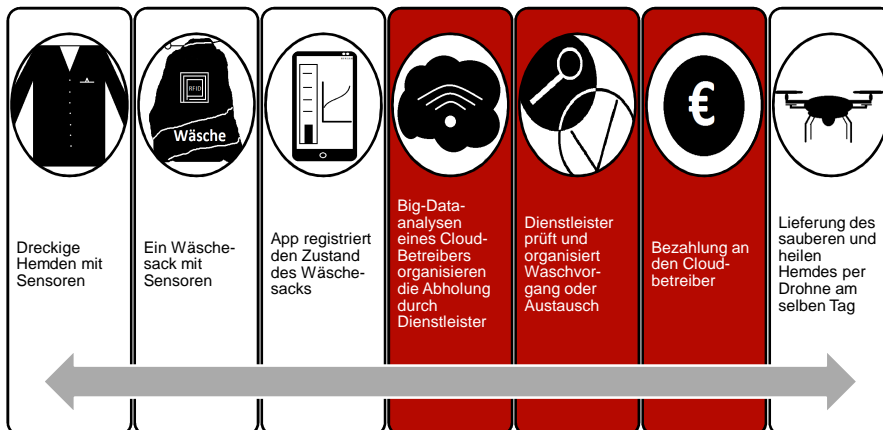 RFID
Wäsche
€
Dreckige
Hemden mit
Sensoren
Ein Wäsche-
sack mit
Sensoren
App registriert
den Zustand
des Wäsche-
sacks
Big-Data-
analysen
eines Cloud-
Betreibers
organisieren
die Abholung
durch
Dienstleister
Dienstleister
prüft und
organisiert
Waschvor-
gang oder
Austausch
Bezahlung an
den Cloud-
betreiber
Lieferung des
sauberen und
heilen
Hemdes per
Drohne am
selben Tag